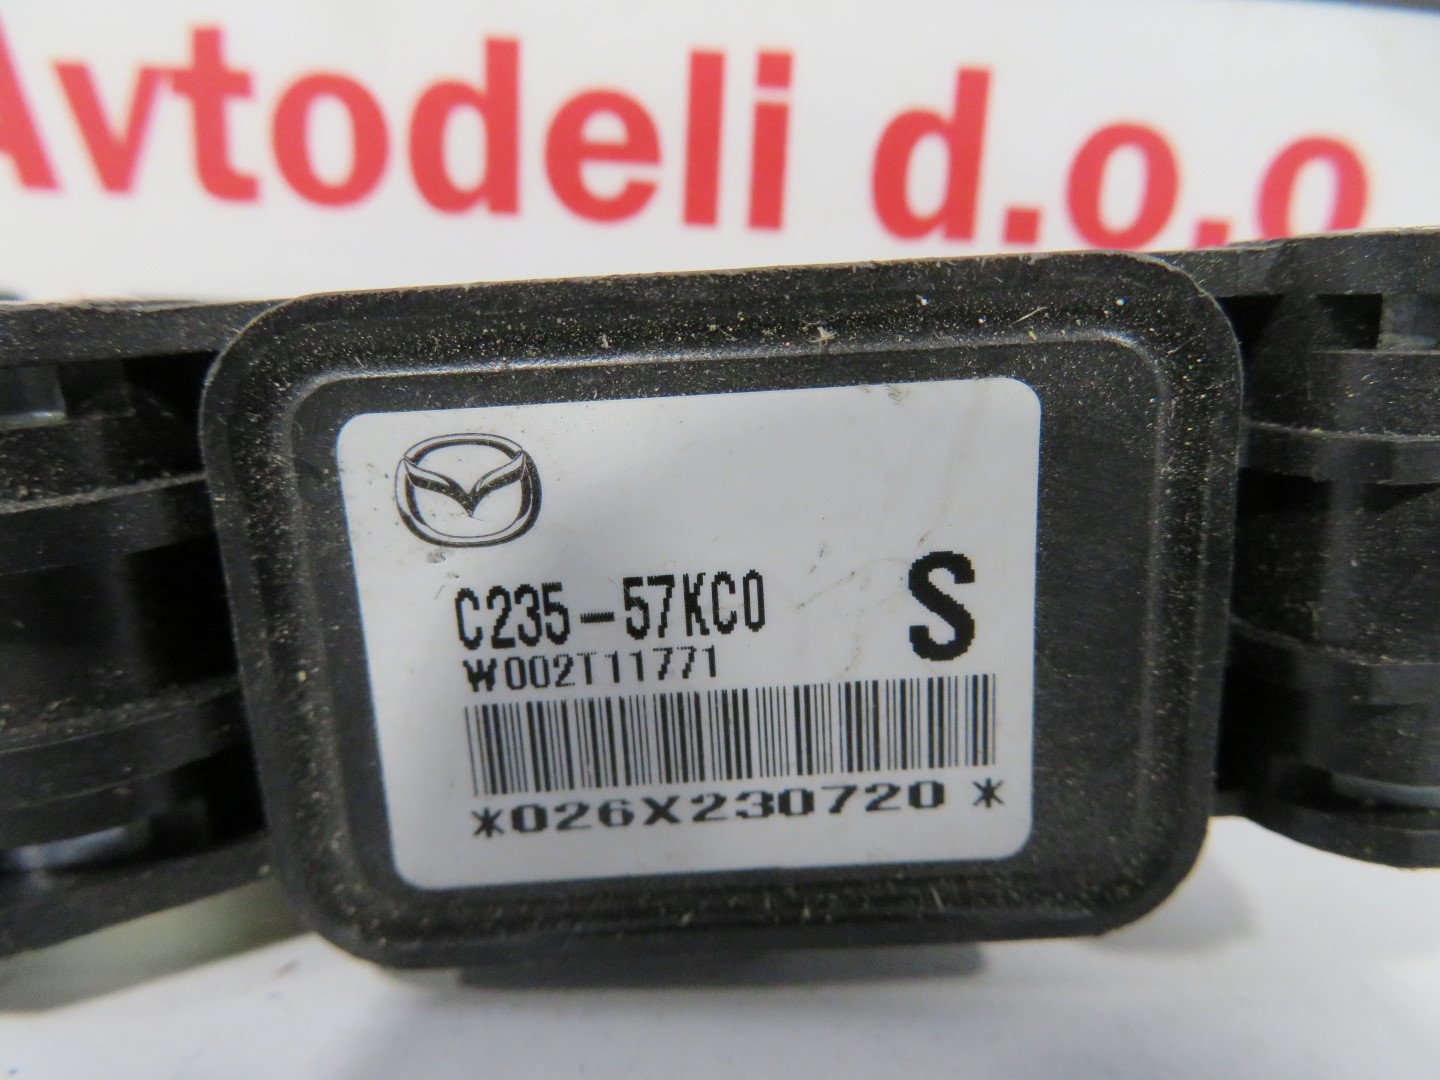 Avtodeli d.o.o
C235-57KC0
S
W002T11771
*026X230720*